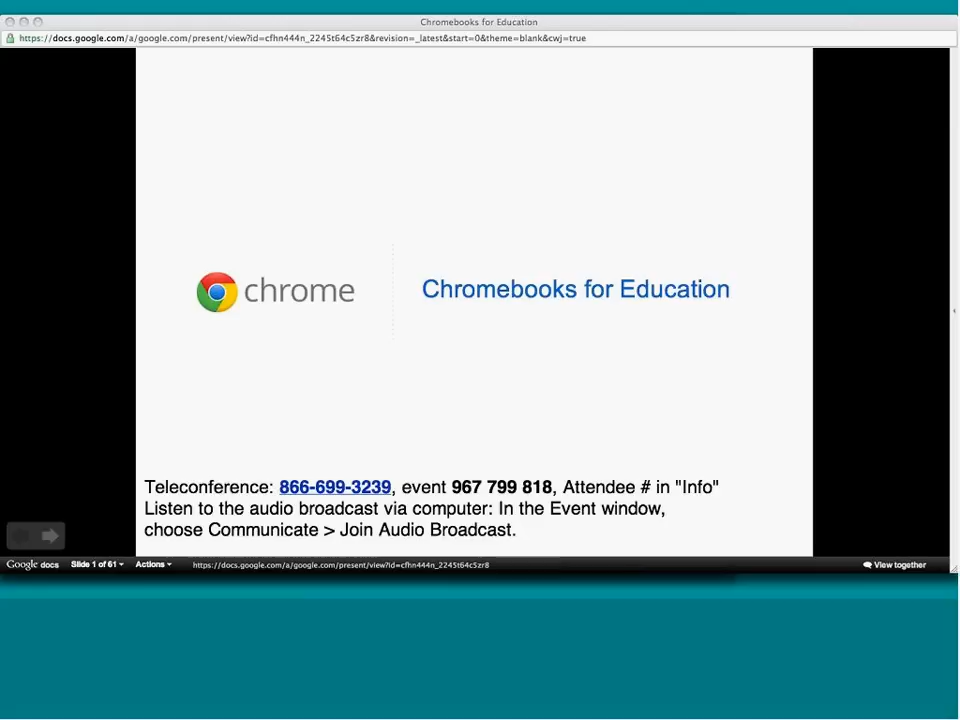 Chromebooks for Education
https://docs.google.com/a/google.com/present/view?id=cfhn444n_2245t64c5zr8&revision=_latest&start=0&theme=blank&cwj=true
chrome
Chromebooks for Education
Teleconference: 866-699-3239, event 967 799 818, Attendee # in "Info"
Listen to the audio broadcast via computer: In the Event window,
choose Communicate > Join Audio Broadcast.
Google docs Slide 1 of 61 Actions https://docs.google.com/a/google.com/present/view?id=cfhn444n_2245t64c5zr8 View together